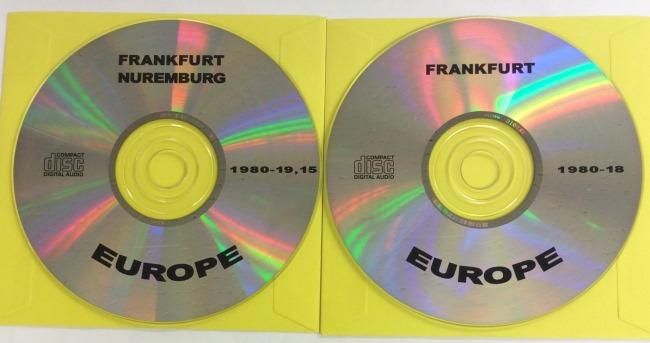 FRANKFURT
NUREMBURG
COMPACT
disc
DIGITAL AUDIO
1980-19,15
EUROPE
FRANKFURT
COMPACT
disc
DIGITAL AUDIO
1980-18
EUROPE